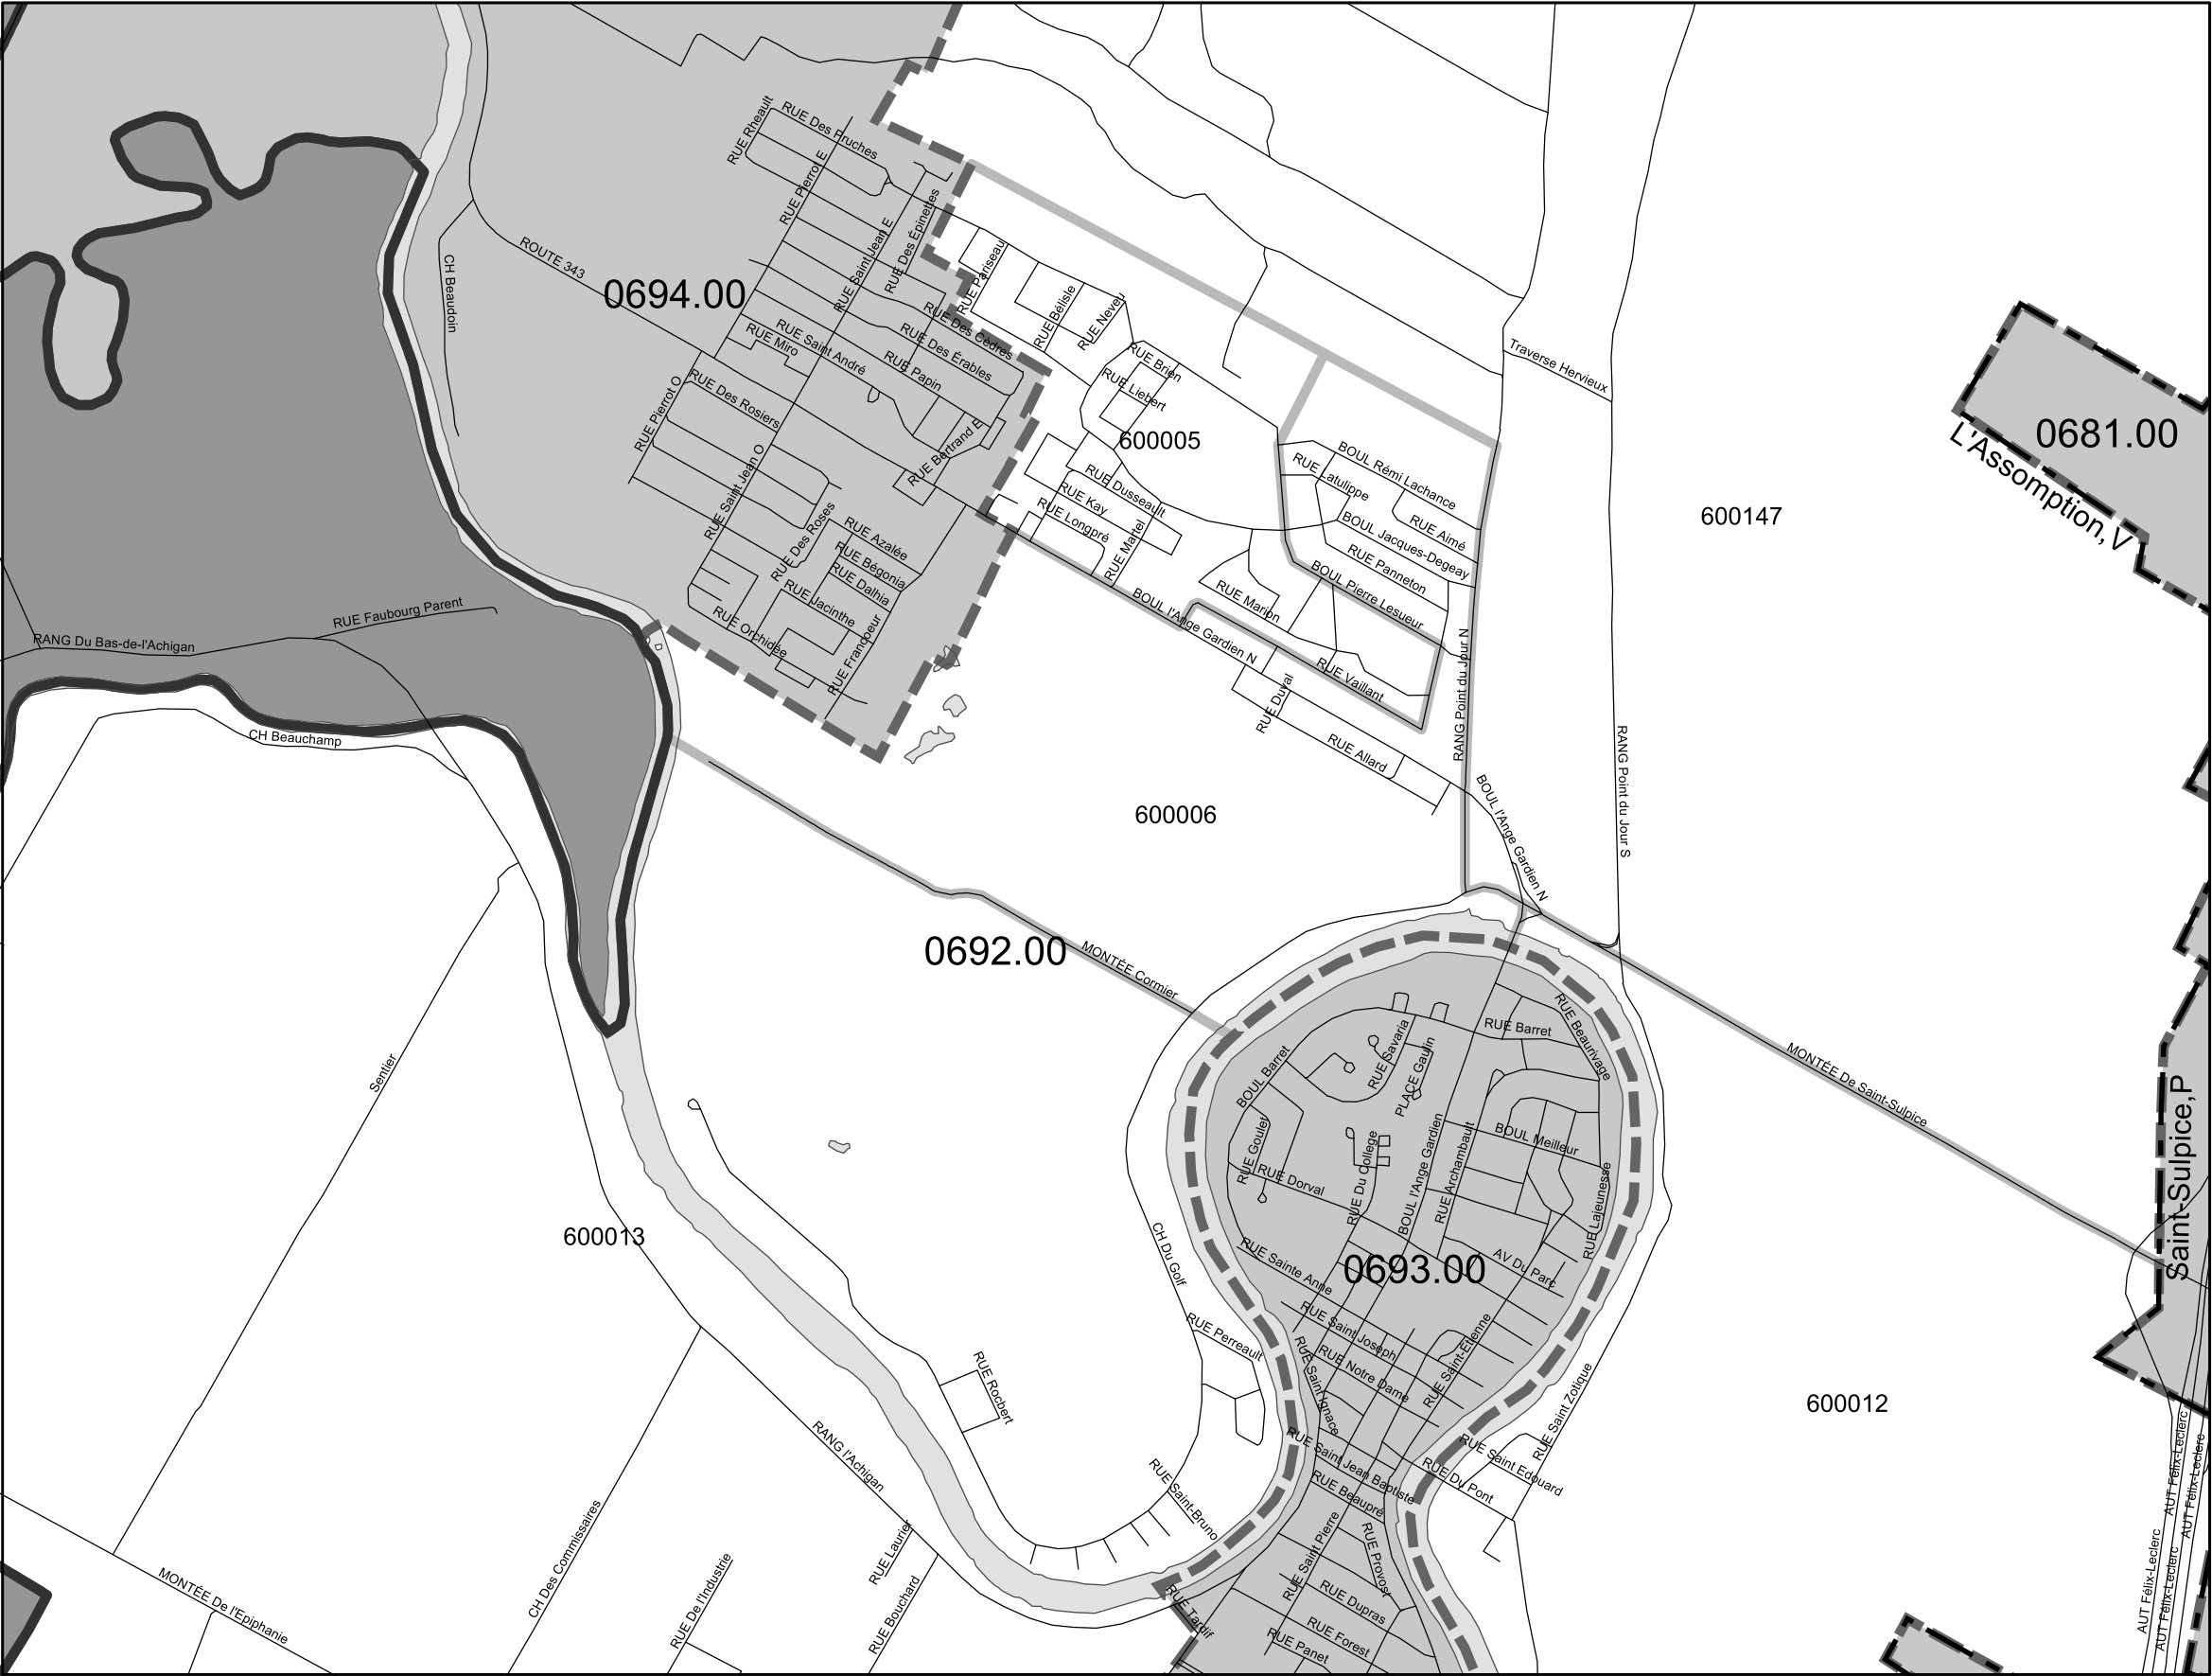 RUE Rheault
RUE Des Pruches
RUE Pierrot E
RUE Saint Jean E
RUE Des Épinettes
CH Beaudoin
ROUTE 343
0694.00
RUE Pariseau
RUE Bélisle
RUE Neveu
RUE Des Cèdres
RUE Des Érables
RUE Saint André
RUE Miro
RUE Papin
RUE Brien
RUE Liebert
Traverse Hervieux
600005
0681.00
L'Assomption,V
RUE Pierrot O
RUE Des Rosiers
RUE Bertrand E
RUE Saint Jean O
RUE Des Roses
RUE Dusseault
RUE Kay
RUE Longpré
RUE Martel
BOUL Rémi Lachance
RUE Latulippe
RUE Aimé
BOUL Jacques-Degeay
RUE Panneton
BOUL Pierre Lesueur
600147
RUE Azalée
RUE Bégonia
RUE Dalhia
RUE Jacinthe
RUE Orchidée
RUE Francoeur
RUE Marion
BOUL l'Ange Gardien N
RUE Vaillant
RUE Duval
RUE Allard
RANG Point du Jour N
RANG Point du Jour S
BOUL l'Ange Gardien N
RUE Faubourg Parent
RANG Du Bas-de-l'Achigan
CH Beauchamp
600006
0692.00
MONTÉE Cormier
MONTÉE De Saint-Sulpice
Saint-Sulpice,P
RUE Barret
RUE Beaurivage
RUE Savaria
PLACE Gaulin
BOUL Barret
RUE Goulet
RUE Dorval
RUE Du College
BOUL l'Ange Gardien
RUE Archambault
BOUL Meilleur
RUE Lajeunesse
Sentier
600013
CH Du Golf
RUE Sainte Anne
0693.00
AV Du Parc
RUE Perreault
RUE Saint Joseph
RUE Notre Dame
RUE Saint-Etienne
RUE Saint Ignace
RUE Saint Zotique
600012
RUE Rocbert
RANG l'Achigan
RUE Saint Jean Baptiste
RUE Beaupré
RUE Du Pont
RUE Saint Edouard
RUE Saint-Bruno
RUE Saint Pierre
RUE Provost
RUE Tardif
RUE Dupras
RUE Forest
RUE Panet
CH Des Commissaires
MONTÉE De l'Epiphanie
RUE De l'Industrie
RUE Laurier
RUE Bouchard
AUT Félix-Leclerc
AUT Félix-Leclerc
AUT Félix-Leclerc
AUT Félix-Leclerc